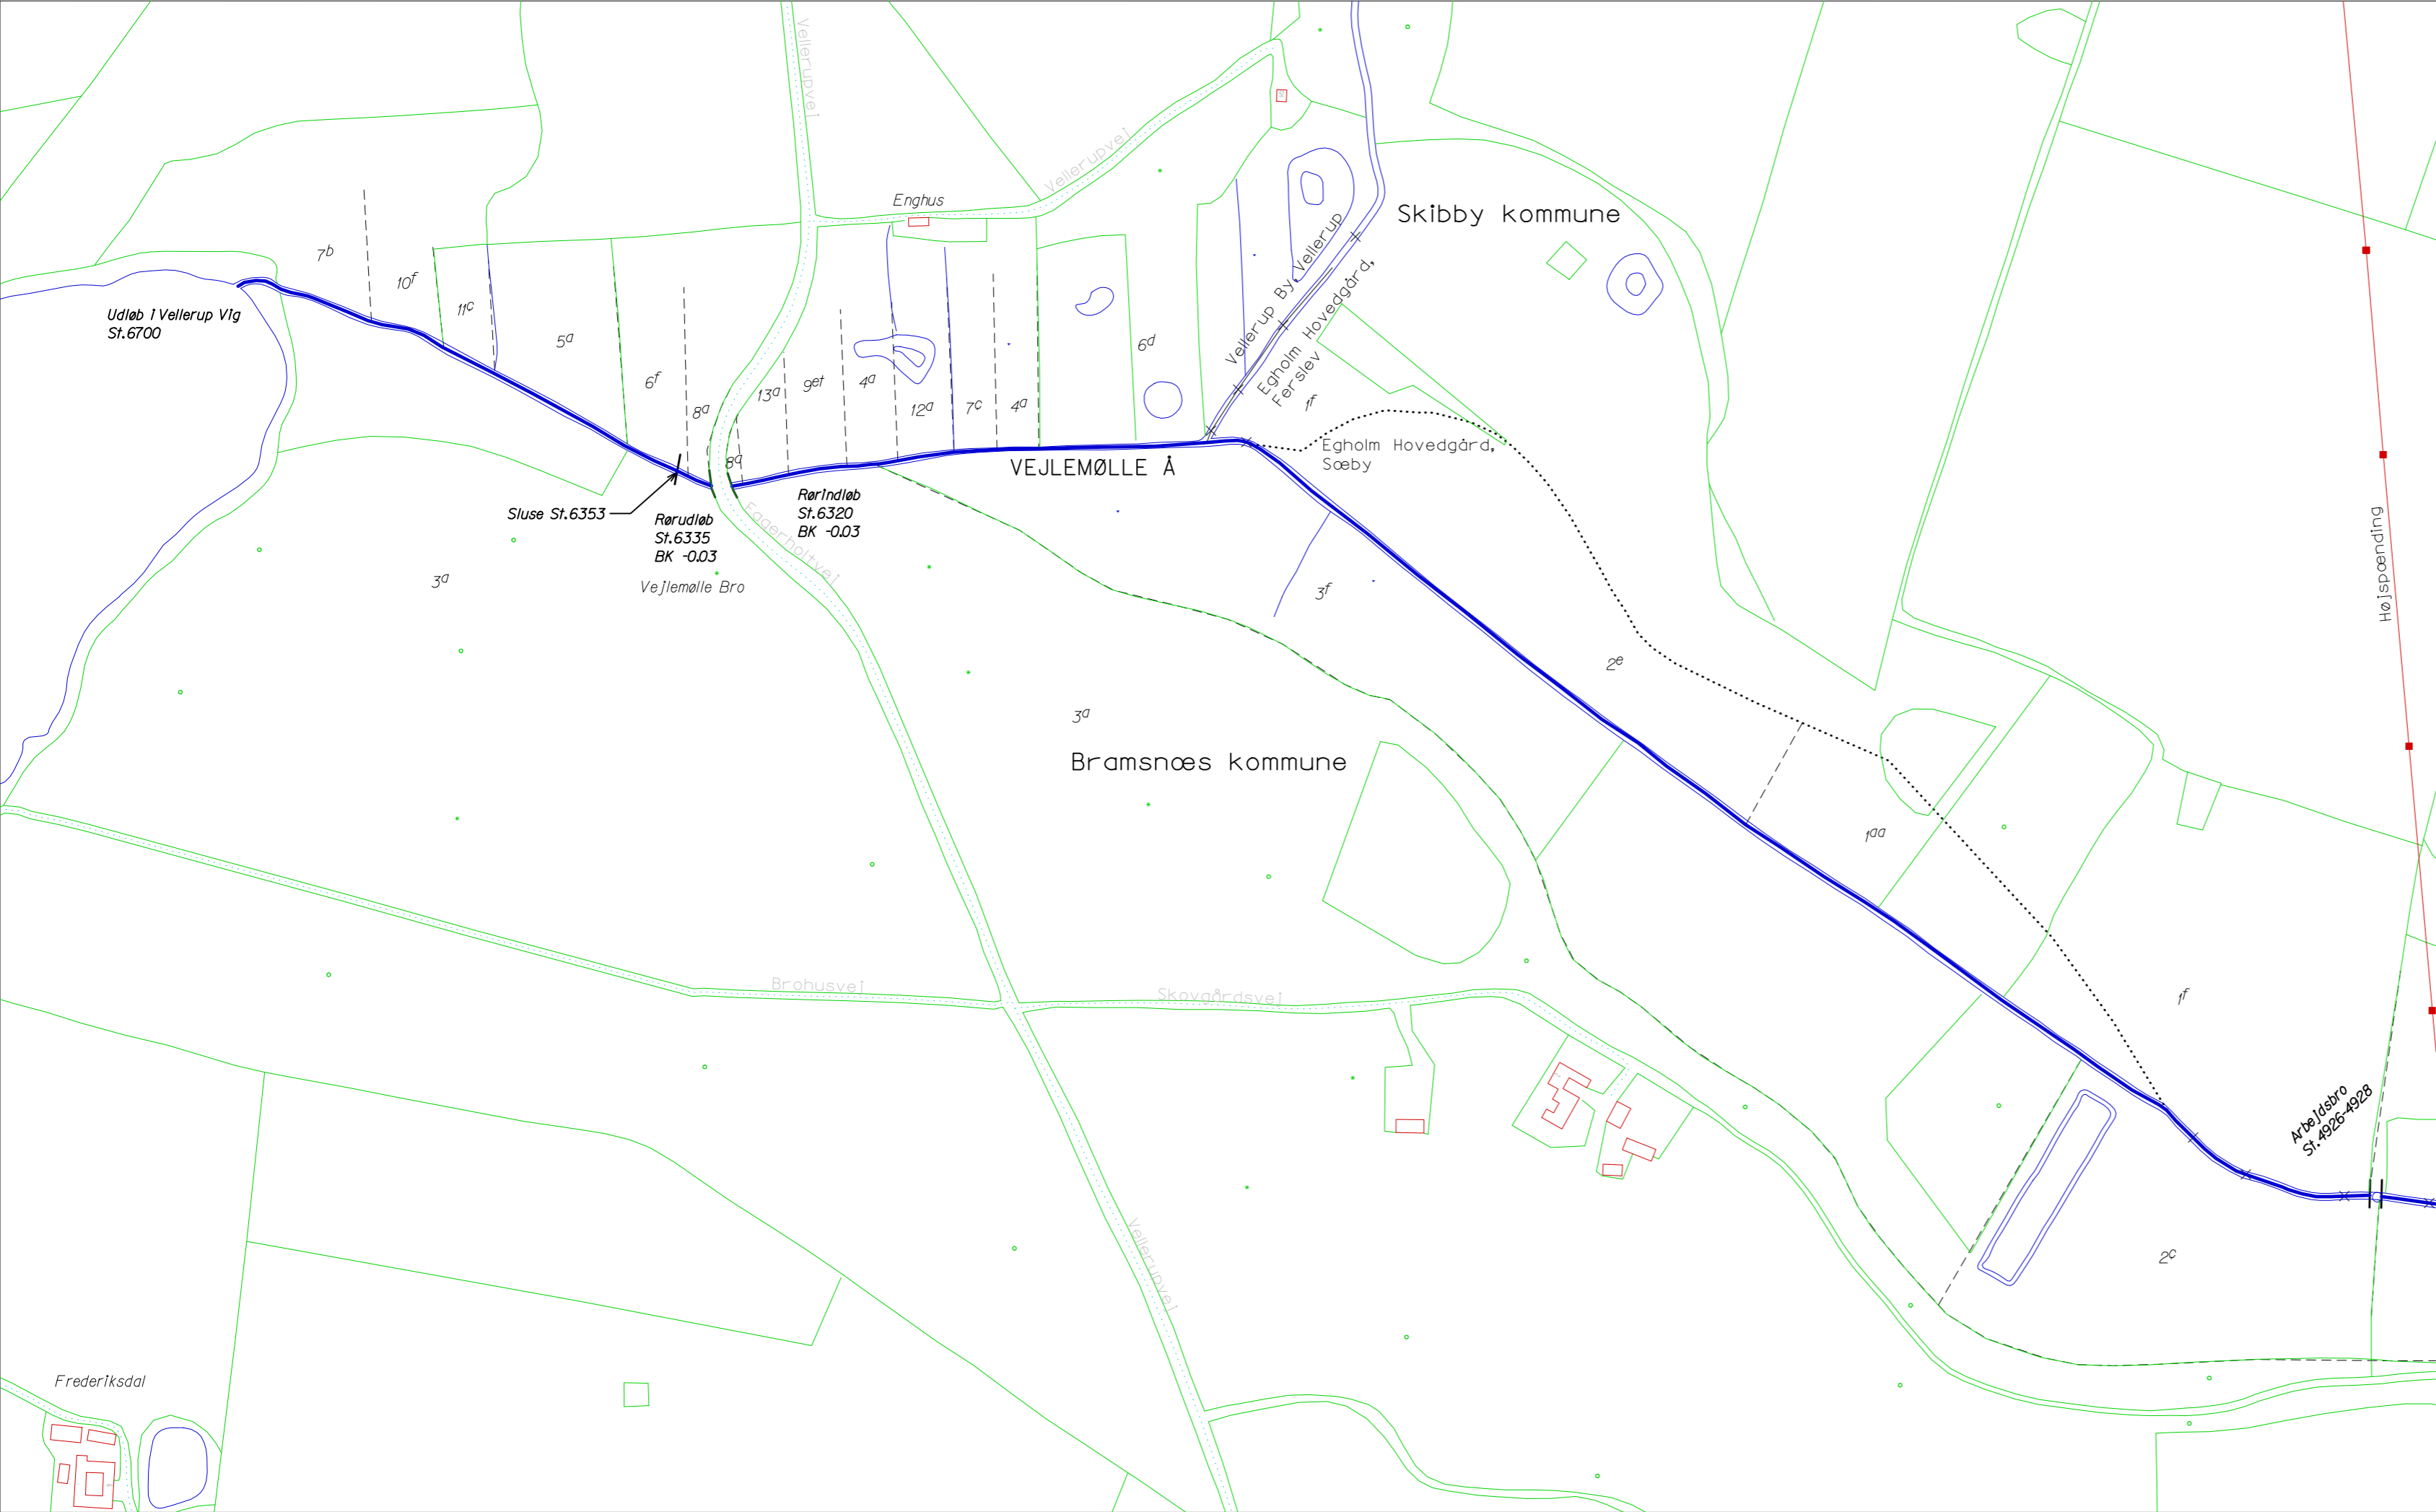 Vellerupvej
Vellerupvej
Enghus
Skibby kommune
7b
10f
11c
5a
6f
8a
13a
9et
4a
12a
7c
4a
6d
8q
Udløb i Vellerup Vig
St.6700
Vellerup By, Vellerup
Egholm Hovedgård,
Ferslev
1f
Egholm Hovedgård,
Sæby
VEJLEMØLLE Å
Sluse St.6353
Rørudløb
St.6335
BK -0.03
Rørindløb
St.6320
BK -0.03
Fagerholtvej
Vejlemølle Bro
Højspænding
3a
3f
2e
3a
Bramsnæs kommune
1aa
1f
Brohusvej
Skovgårdsvej
Arbejdsbro
St.4926-4928
Vellerupvej
2c
Frederiksdal